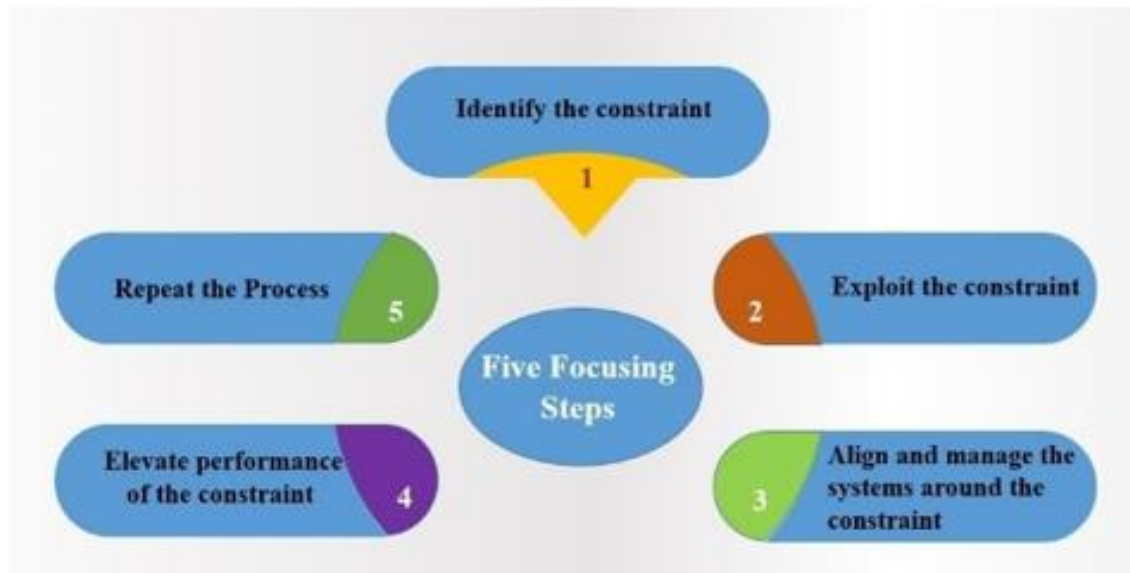 Identify the constraint
1
Repeat the Process
5
2
Exploit the constraint
Five Focusing
Steps
Elevate performance
of the constraint
4
3
Align and manage the
systems around the
constraint